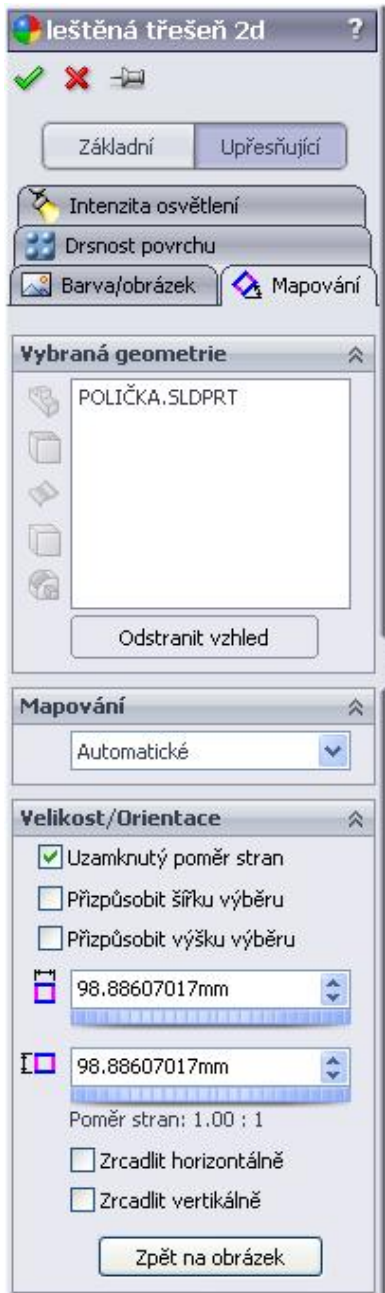 leštěná třešeň 2d ?
Základní Upřesňující
Intenzita osvětlení
Drsnost povrchu
Barva/obrázek Mapování
Vybraná geometrie
POLIČKA.SLDPRT
Odstranit vzhled
Mapování
Automatické
Velikost/Orientace
Uzamknutý poměr stran
Přizpůsobit šířku výběru
Přizpůsobit výšku výběru
98.88607017mm
98.88607017mm
Poměr stran: 1.00 : 1
Zrcadlit horizontálně
Zrcadlit vertikálně
Zpět na obrázek